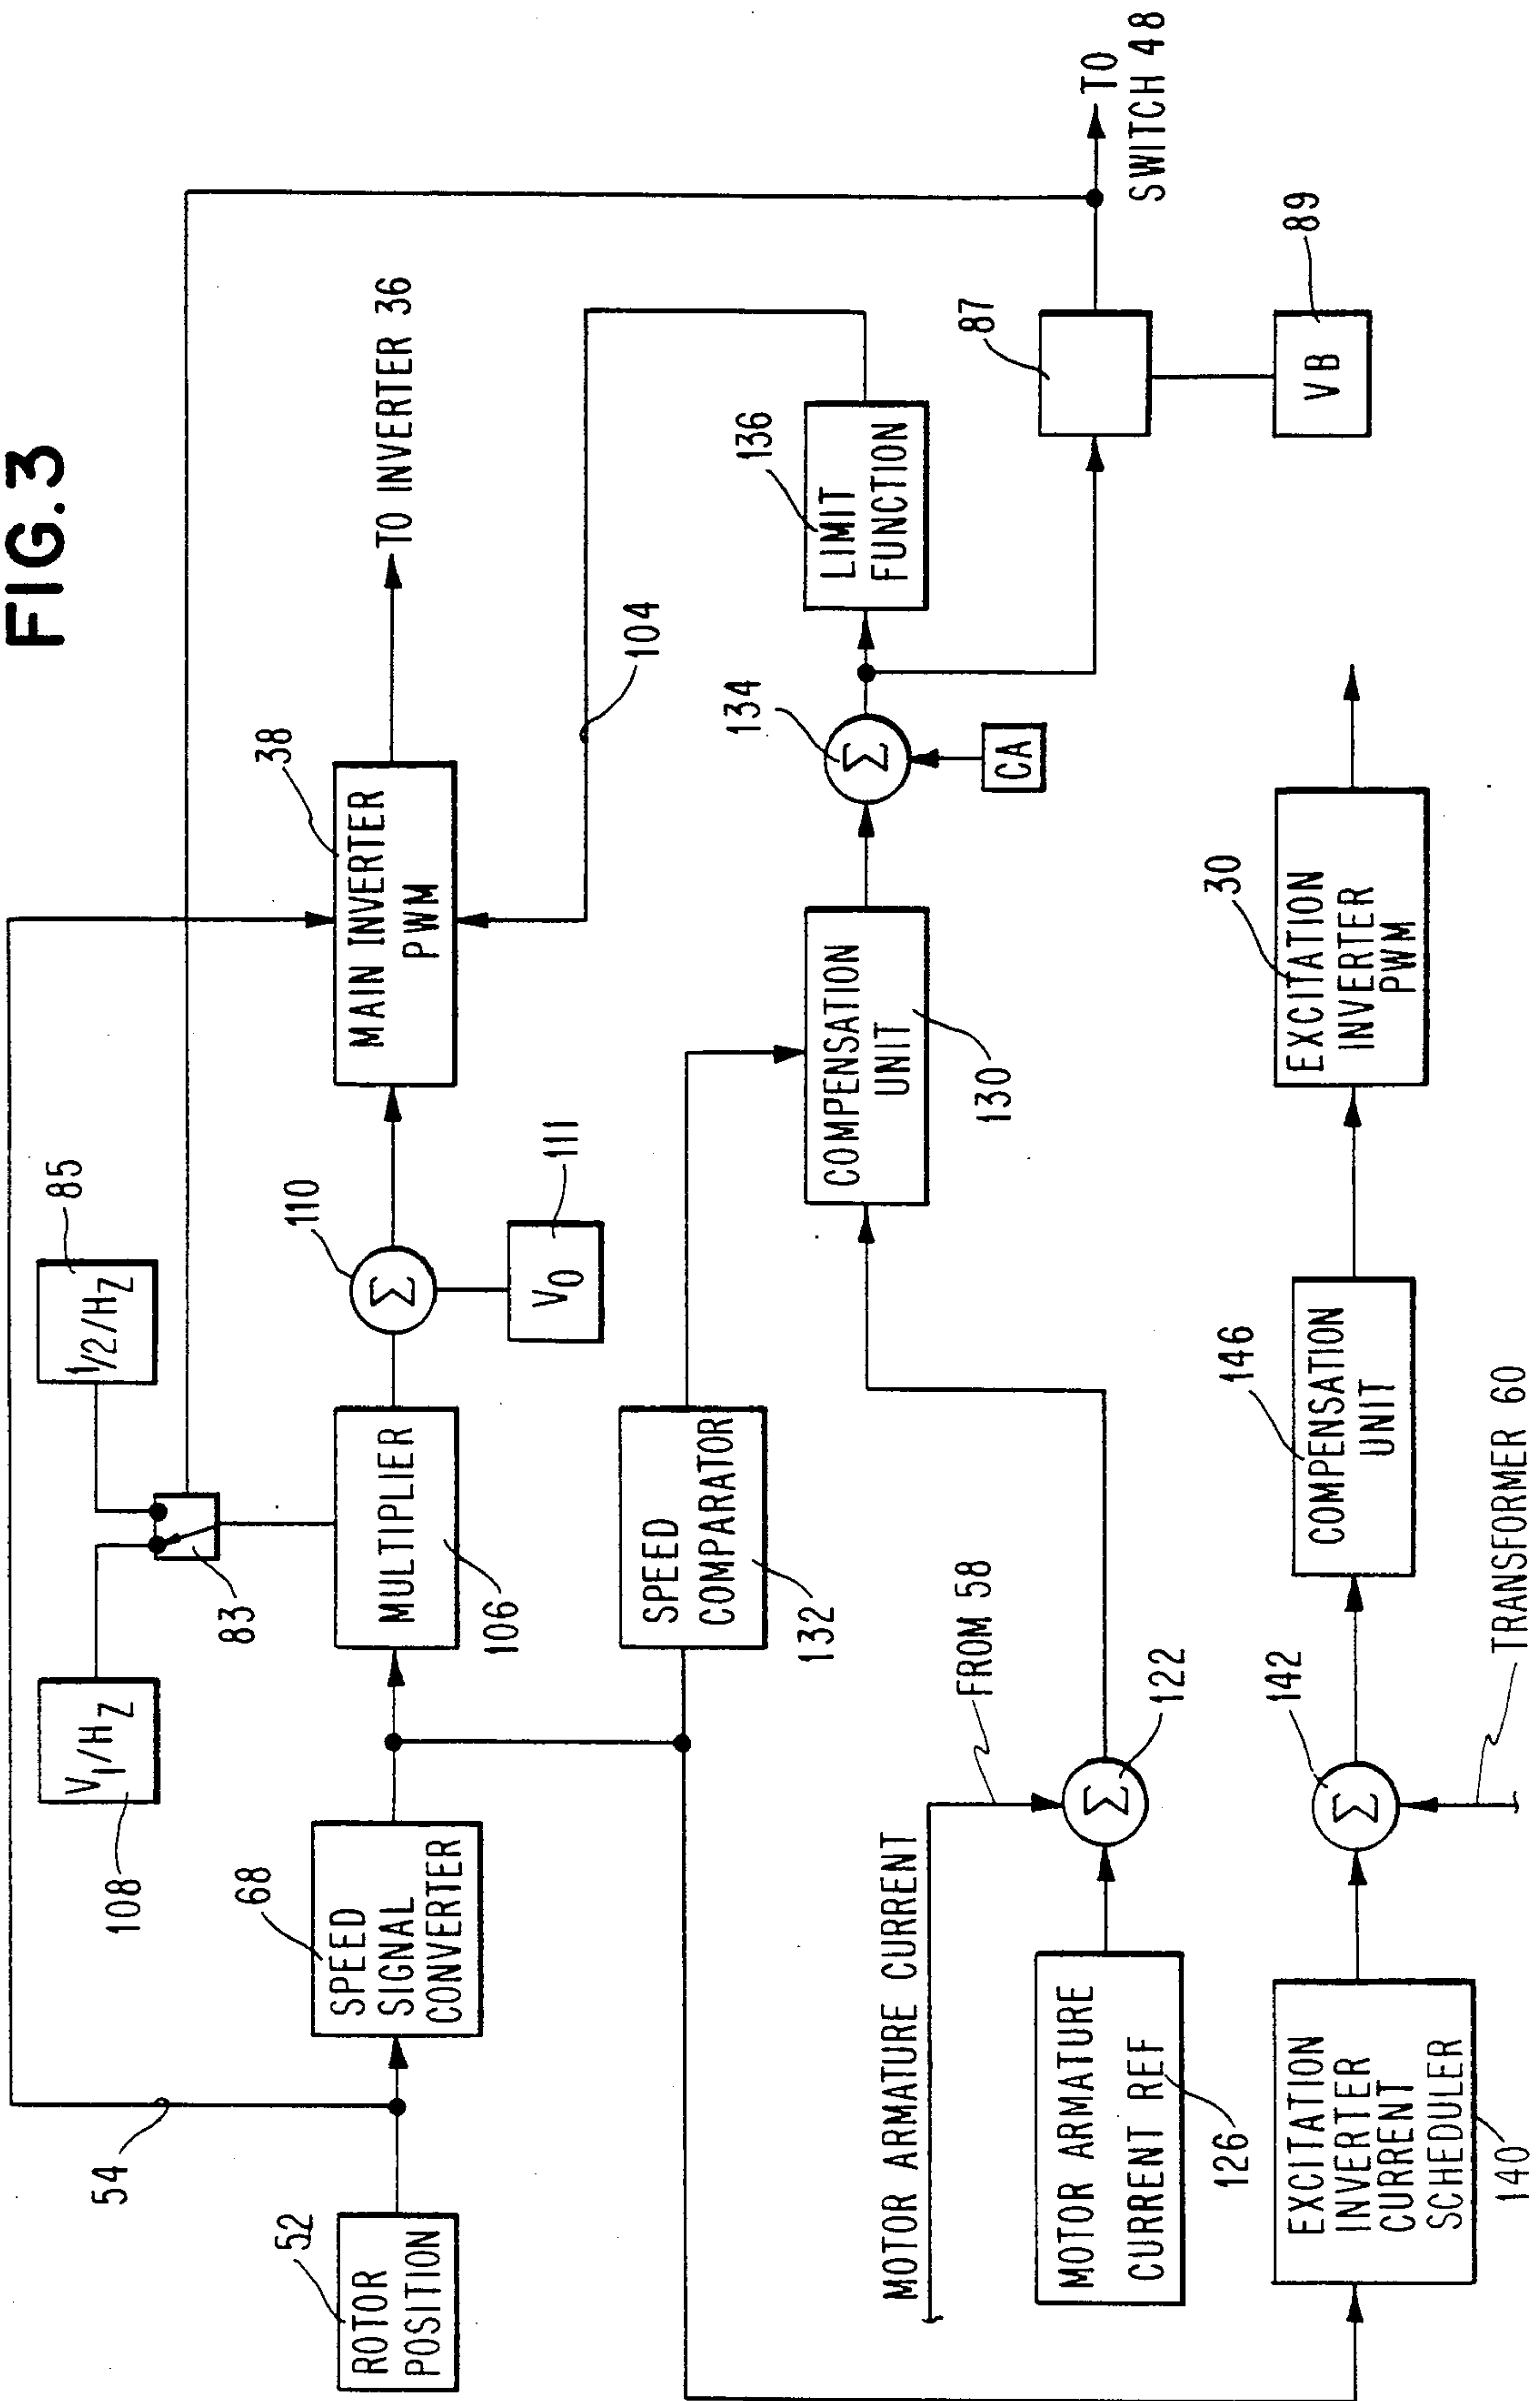 FIG.3
54
52
ROTOR
POSITION
68
SPEED
SIGNAL
CONVERTER
108
V1/HZ
83
1/2/HZ
85
MULTIPLIER
106
110
Σ
V0
111
38
MAIN INVERTER
PWM
TO INVERTER 36
104
SPEED
COMPARATOR
132
MOTOR ARMATURE CURRENT
FROM 58
MOTOR ARMATURE
CURRENT REF
126
Σ
122
COMPENSATION
UNIT
130
134
Σ
CA
136
LIMIT
FUNCTION
87
VB
89
TO
SWITCH 48
EXCITATION
INVERTER
CURRENT
SCHEDULER
140
142
Σ
TRANSFORMER 60
146
COMPENSATION
UNIT
30
EXCITATION
INVERTER
PWM